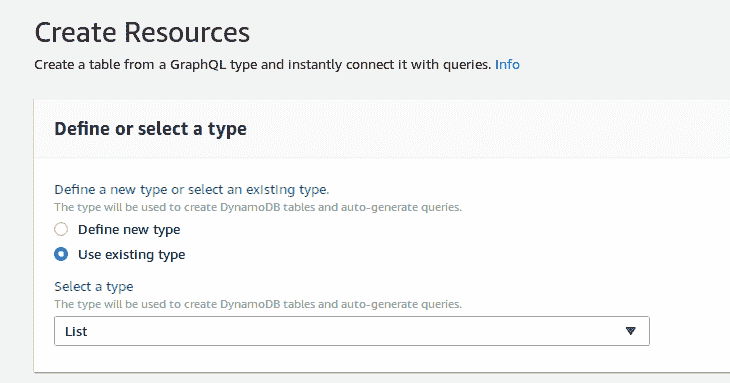 Create Resources
Create a table from a GraphQL type and instantly connect it with queries. Info
Define or select a type
Define a new type or select an existing type.
The type will be used to create DynamoDB tables and auto-generate queries.
Define new type
Use existing type
Select a type
The type will be used to create DynamoDB tables and auto-generate queries.
List